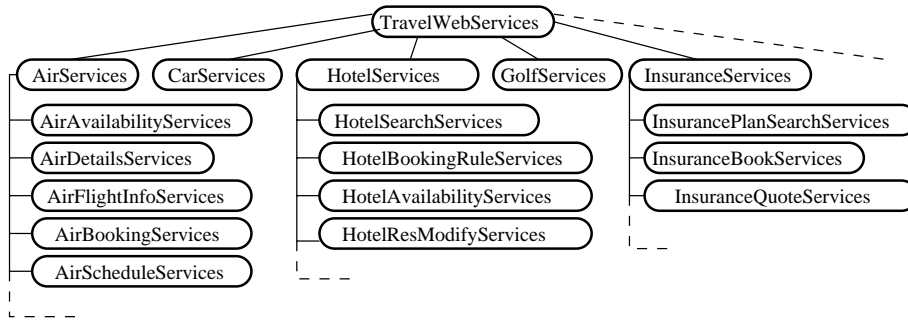 TravelWebServices
AirServices
CarServices
HotelServices
GolfServices
InsuranceServices
AirAvailabilityServices
AirDetailsServices
AirFlightInfoServices
AirBookingServices
AirScheduleServices
HotelSearchServices
HotelBookingRuleServices
HotelAvailabilityServices
HotelResModifyServices
InsurancePlanSearchServices
InsuranceBookServices
InsuranceQuoteServices